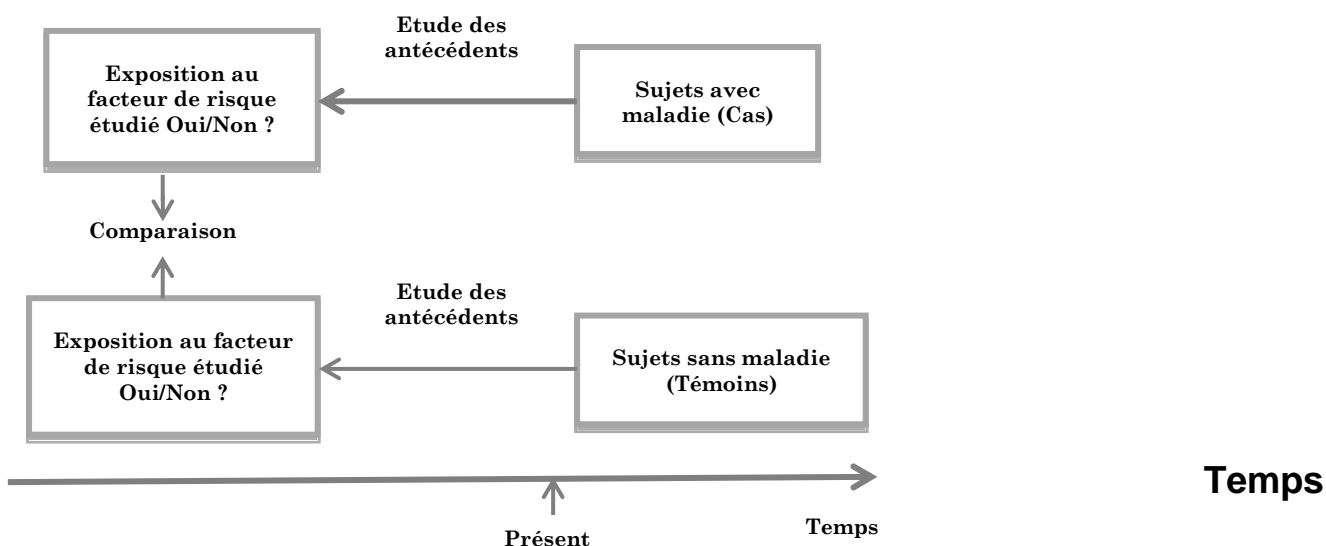 Etude des
antécédents
Exposition au
facteur de risque
étudié Oui/Non ?
Sujets avec
maladie (Cas)
Comparaison
Etude des
antécédents
Exposition au facteur
de risque étudié
Oui/Non ?
Sujets sans maladie
(Témoins)
Temps
Présent
Temps